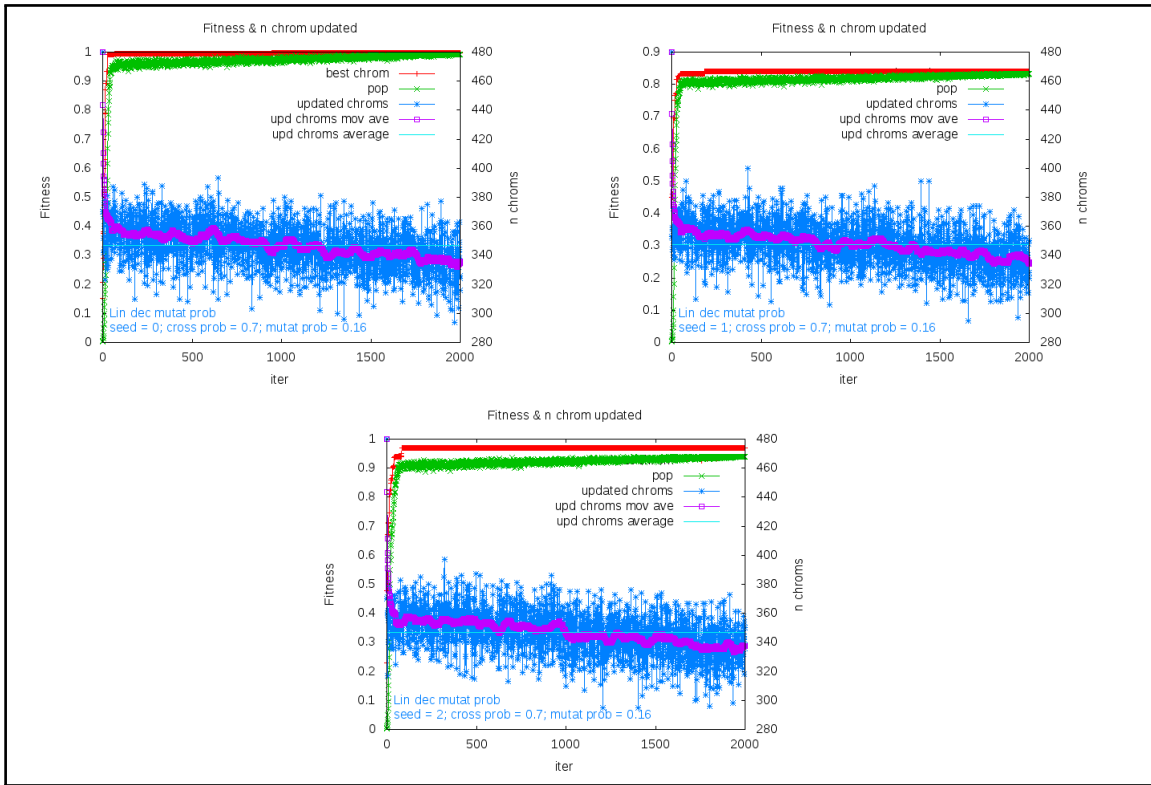 Fitness & n chrom updated
1
0.9
0.8
0.7
0.6
0.5
0.4
0.3
0.2
0.1
0
Fitness
best chrom
pop
updated chroms
upd chroms mov ave
upd chroms average
Lin dec mutat prob
seed = 0; cross prob = 0.7; mutat prob = 0.16
480
460
440
420
400
380
360
340
320
300
280
n chroms
0 500 1000 1500 2000
iter
Fitness & n chrom updated
0.9
0.8
0.7
0.6
0.5
0.4
0.3
0.2
0.1
0
Fitness
best chrom
pop
updated chroms
upd chroms mov ave
upd chroms average
Lin dec mutat prob
seed = 1; cross prob = 0.7; mutat prob = 0.16
480
460
440
420
400
380
360
340
320
300
280
n chroms
0 500 1000 1500 2000
iter
Fitness & n chrom updated
1
0.9
0.8
0.7
0.6
0.5
0.4
0.3
0.2
0.1
0
Fitness
pop
updated chroms
upd chroms mov ave
upd chroms average
Lin dec mutat prob
seed = 2; cross prob = 0.7; mutat prob = 0.16
480
460
440
420
400
380
360
340
320
300
280
n chroms
0 500 1000 1500 2000
iter